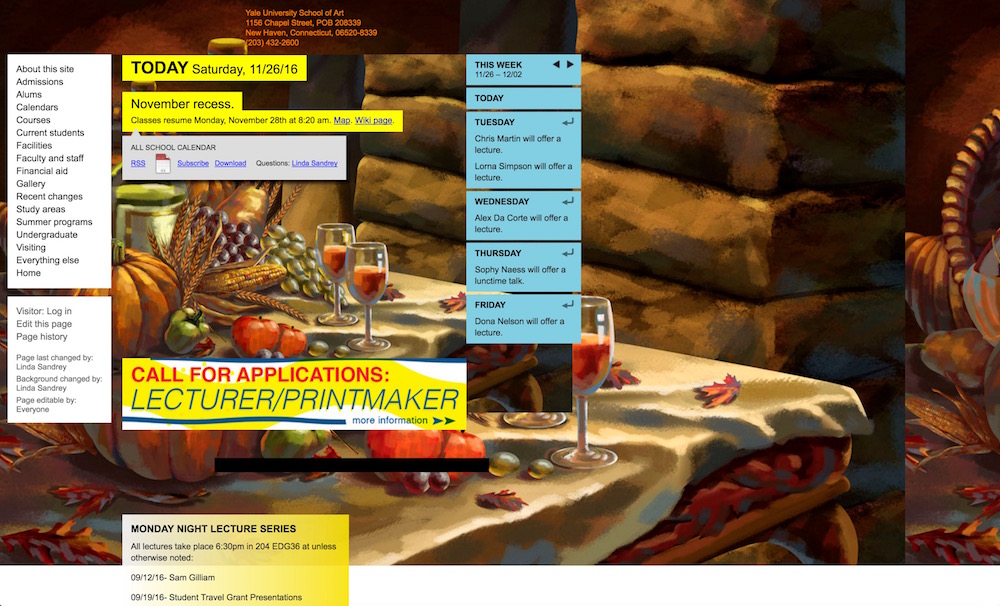 Yale University School of Art
1156 Chapel Street, POB 208339
New Haven, Connecticut, 06520-8339
(203) 432-2600
About this site
Admissions
Alums
Calendars
Courses
Current students
Facilities
Faculty and staff
Financial aid
Gallery
Recent changes
Study areas
Summer programs
Undergraduate
Visiting
Everything else
Home
Visitor: Log in
Edit this page
Page history
Page last changed by:
Linda Sandrey
Background changed by:
Linda Sandrey
Page editable by:
Everyone
TODAY Saturday, 11/26/16
November recess.
Classes resume Monday, November 28th at 8:20 am. Map. Wiki page.
ALL SCHOOL CALENDAR
RSS Subscribe Download Questions: Linda Sandrey
CALL FOR APPLICATIONS:
LECTURER/PRINTMAKER
more information
MONDAY NIGHT LECTURE SERIES
All lectures take place 6:30pm in 204 EDG36 at unless
otherwise noted:
09/12/16- Sam Gilliam
09/19/16- Student Travel Grant Presentations
THIS WEEK
11/26 – 12/02
TODAY
TUESDAY
Chris Martin will offer a
lecture.
Lorna Simpson will offer a
lecture.
WEDNESDAY
Alex Da Corte will offer a
lecture.
THURSDAY
Sophy Naess will offer a
lunctime talk.
FRIDAY
Dona Nelson will offer a
lecture.